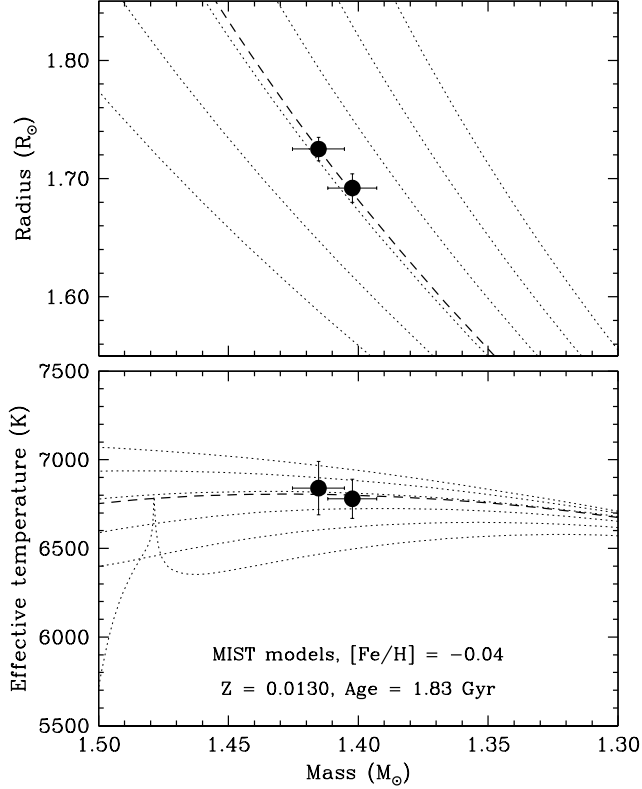 1.80
1.70
1.60
Radius (R⊙)
7500
7000
6500
6000
5500
Effective temperature (K)
MIST models, [Fe/H] = −0.04
Z = 0.0130, Age = 1.83 Gyr
1.50 1.45 1.40 1.35 1.30
Mass (M⊙)